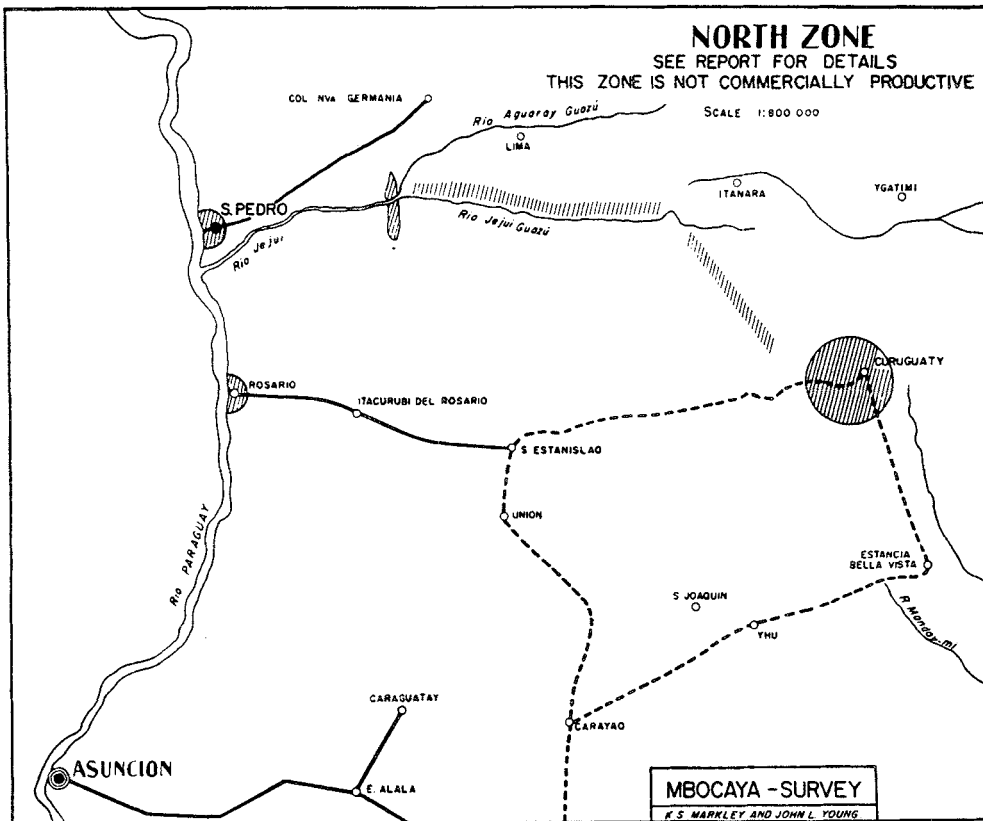 NORTH ZONE
SEE REPORT FOR DETAILS
THIS ZONE IS NOT COMMERCIALLY PRODUCTIVE
SCALE 1:800 000
COL NVA GERMANIA
Rio Aguaray Guazú
LIMA
ITANARA
YGATIMI
S. PEDRO
Rio Jejui Guazú
Rio Jejui
CURUGUATY
ROSARIO
ITACURUBI DEL ROSARIO
S ESTANISLAO
UNION
Rio PARAGUAY
ESTANCIA
BELLA VISTA
S JOAQUIN
YHU
R Monday-mi
CARAGUATAY
CARAYAO
ASUNCION
E. ALALA
MBOCAYA - SURVEY
K S MARKLEY AND JOHN L YOUNG